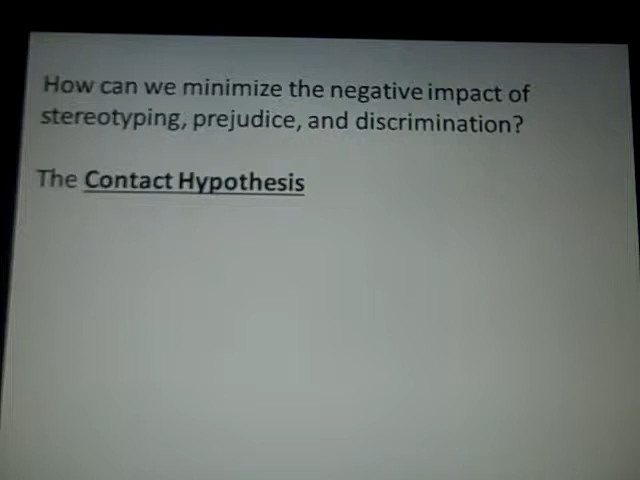 How can we minimize the negative impact of
stereotyping, prejudice, and discrimination?
The Contact Hypothesis